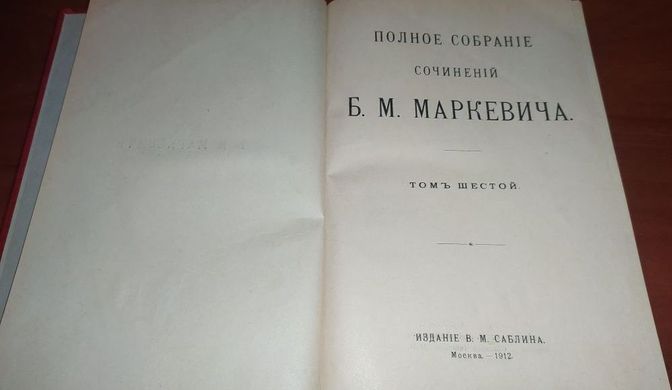 ПОЛНОЕ СОБРАНІЕ
СОЧИНЕНІЙ
Б. М. МАРКЕВИЧА.
ТОМЪ ШЕСТОЙ.
ИЗДАНІЕ В. М. САБЛИНА.
Москва.—1912.